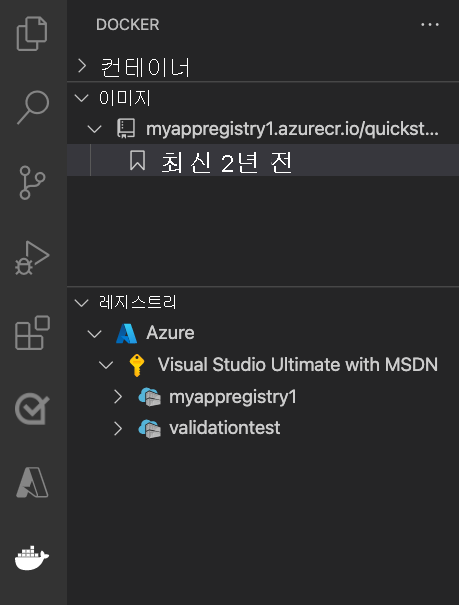 DOCKER
컨테이너
이미지
myappregistry1.azurecr.io/quickst...
최신 2년 전
레지스트리
Azure
Visual Studio Ultimate with MSDN
myappregistry1
validationtest